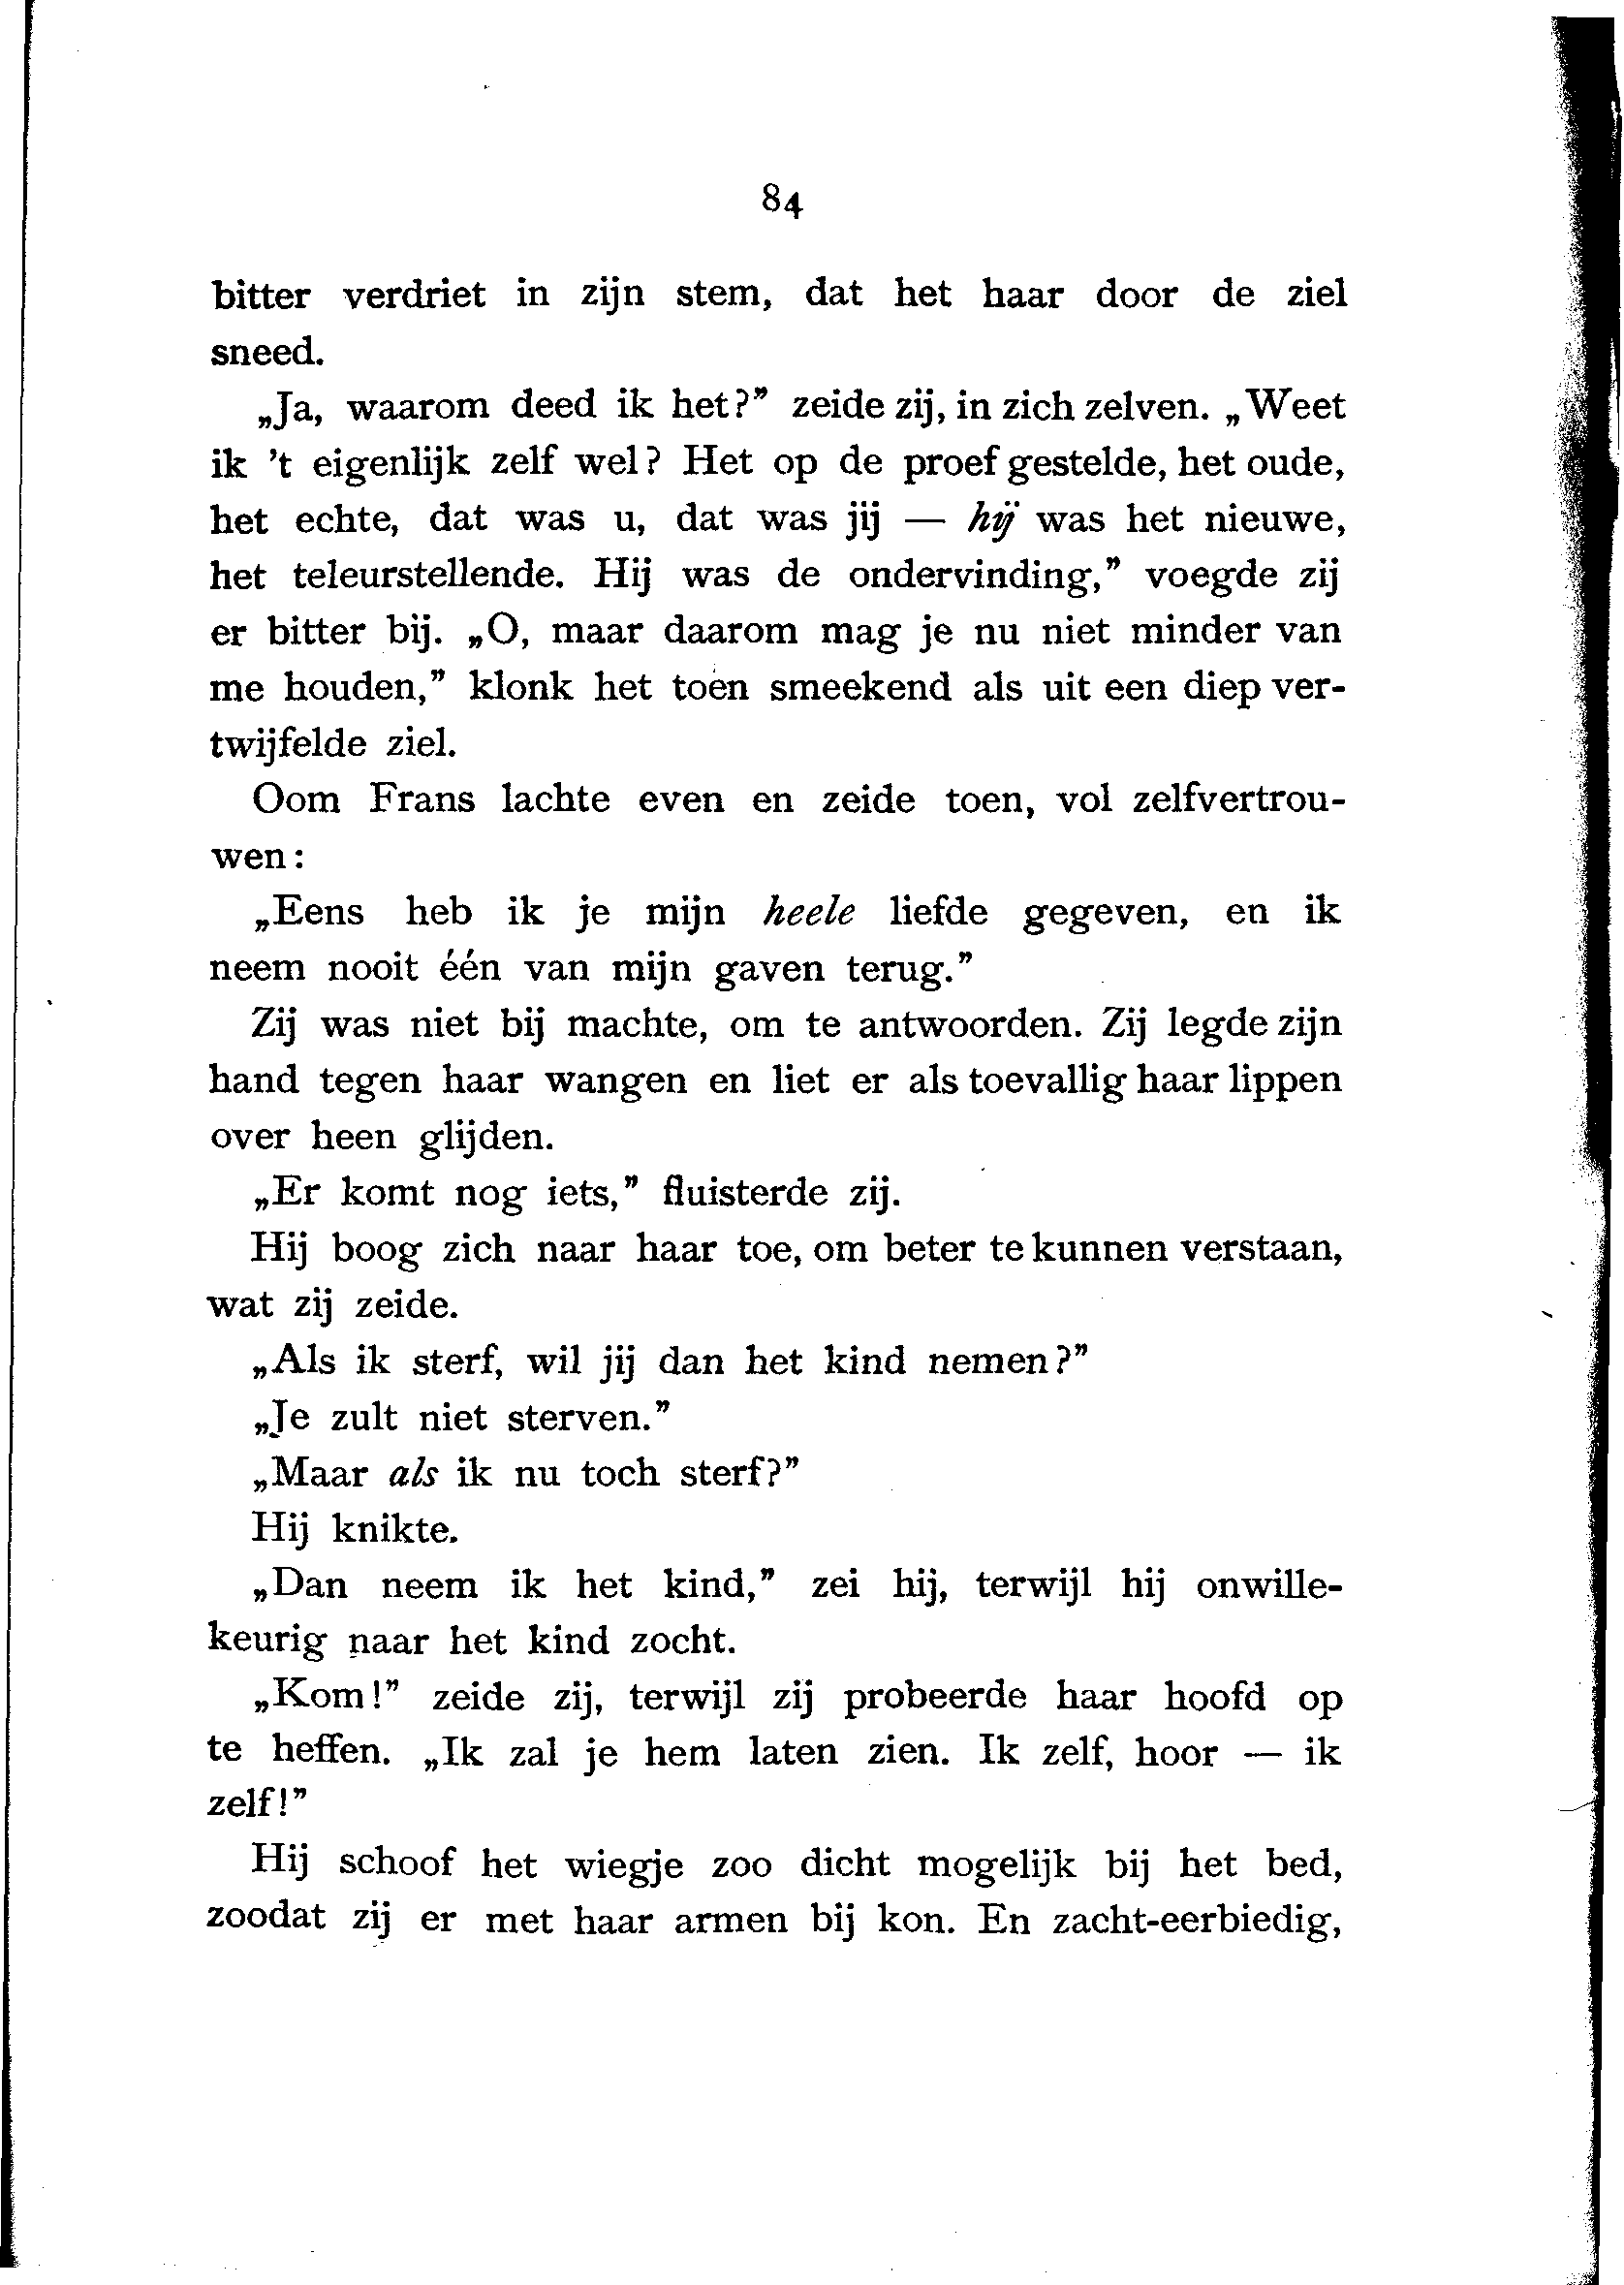 84
bitter verdriet in zijn stem, dat het haar door de ziel
sneed.
„Ja, waarom deed ik het?” zeide zij, in zich zelven. „Weet
ik 't eigenlijk zelf wel? Het op de proef gestelde, het oude,
het echte, dat was u, dat was jij — hij was het nieuwe,
het teleurstellende. Hij was de ondervinding,” voegde zij
er bitter bij. „O, maar daarom mag je nu niet minder van
me houden,” klonk het toen smeekend als uit een diep ver-
twijfelde ziel.
Oom Frans lachte even en zeide toen, vol zelfvertrou-
wen:
„Eens heb ik je mijn heele liefde gegeven, en ik
neem nooit één van mijn gaven terug.”
Zij was niet bij machte, om te antwoorden. Zij legde zijn
hand tegen haar wangen en liet er als toevallig haar lippen
over heen glijden.
„Er komt nog iets,” fluisterde zij.
Hij boog zich naar haar toe, om beter te kunnen verstaan,
wat zij zeide.
„Als ik sterf, wil jij dan het kind nemen?”
„Je zult niet sterven.”
„Maar als ik nu toch sterf?”
Hij knikte.
„Dan neem ik het kind,” zei hij, terwijl hij onwille-
keurig naar het kind zocht.
„Kom!” zeide zij, terwijl zij probeerde haar hoofd op
te heffen. „Ik zal je hem laten zien. Ik zelf, hoor — ik
zelf!”
Hij schoof het wiegje zoo dicht mogelijk bij het bed,
zoodat zij er met haar armen bij kon. En zacht-eerbiedig,